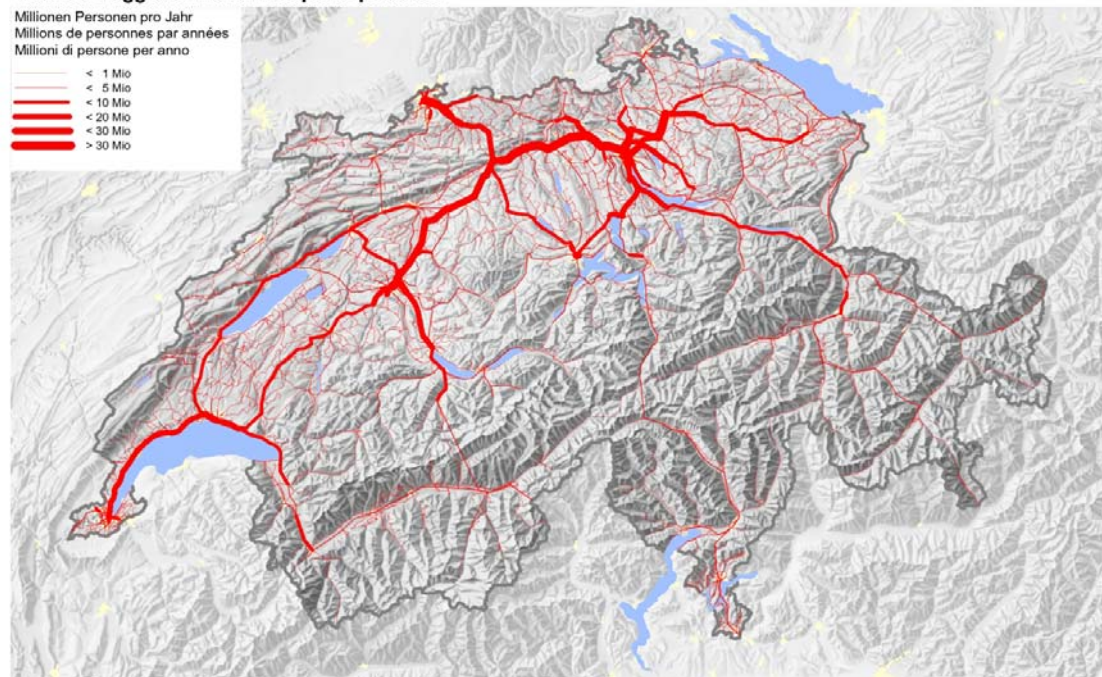 Millionen Personen pro Jahr
Millions de personnes par années
Millioni di persone per anno
< 1 Mio
< 5 Mio
< 10 Mio
< 20 Mio
< 30 Mio
> 30 Mio